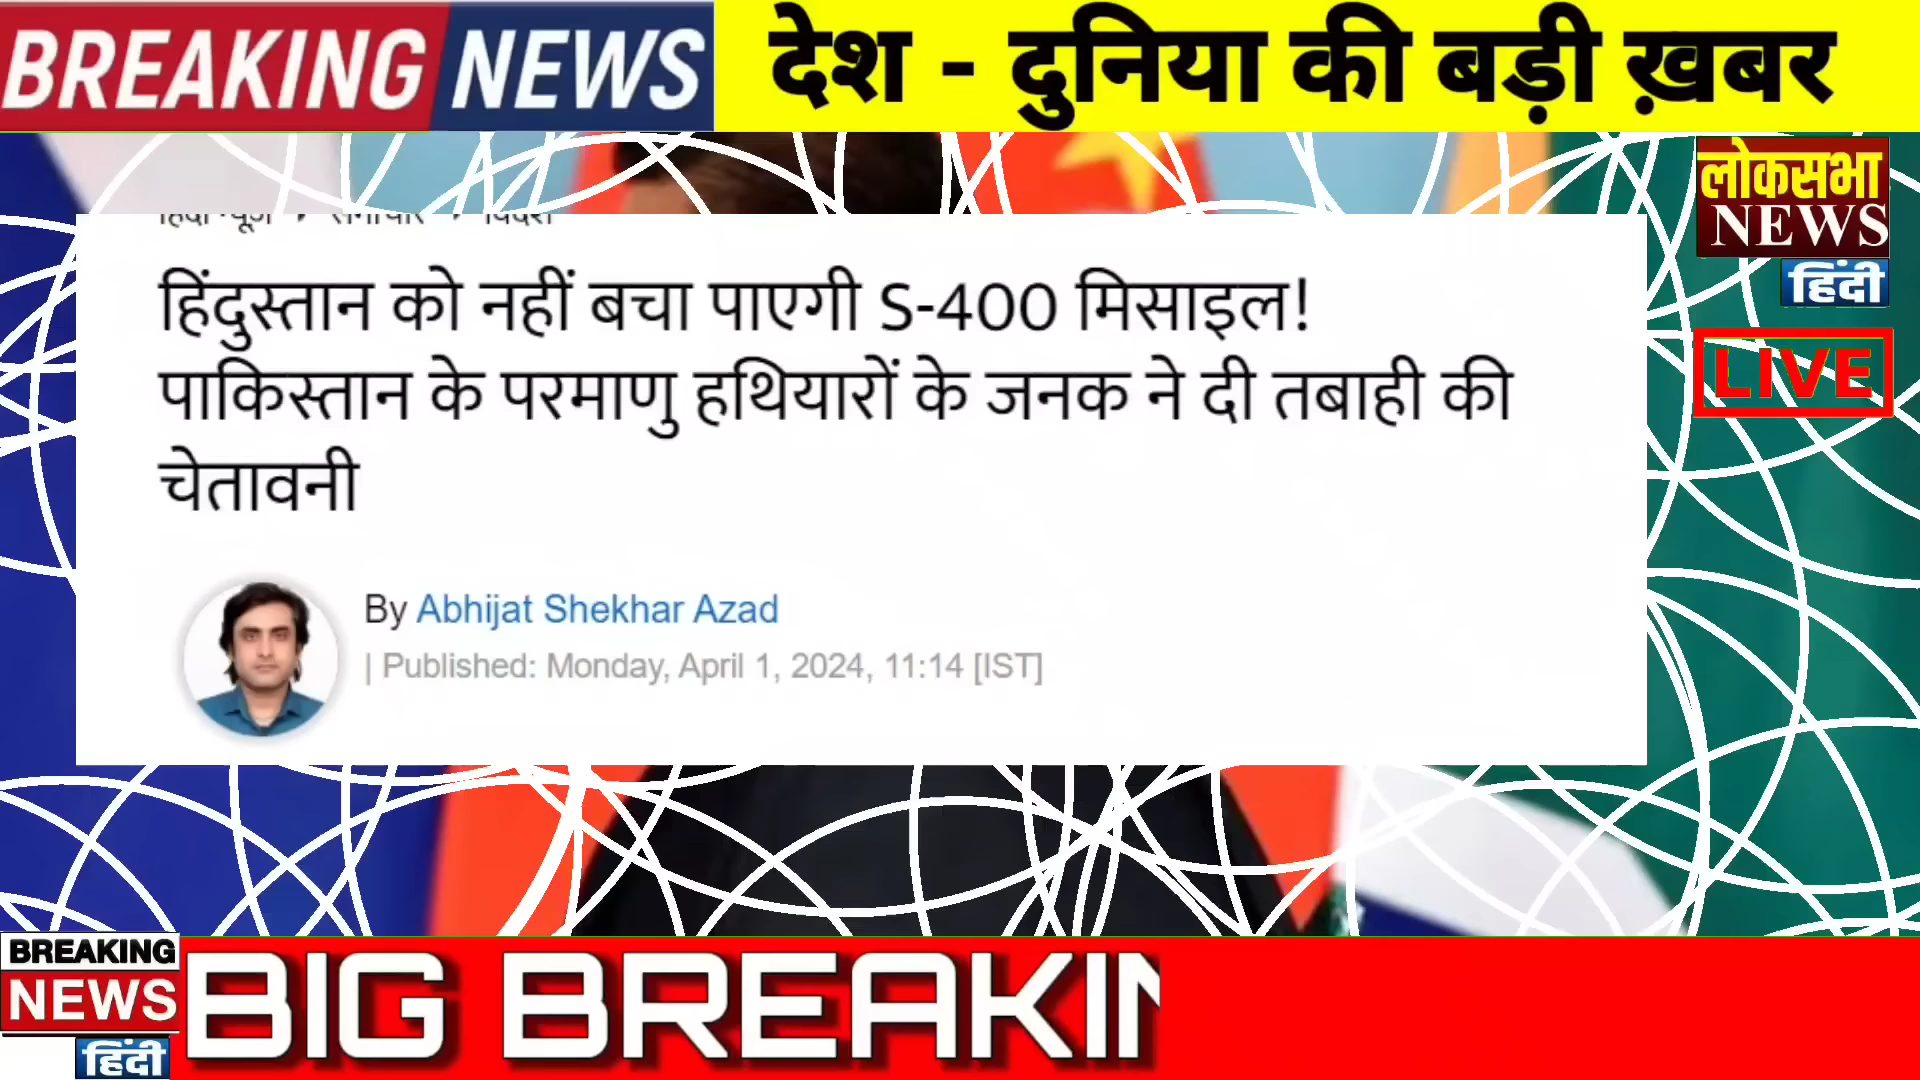 BREAKING NEWS
देश - दुनिया की बड़ी ख़बर
लोकसभा
NEWS
हिंदी
LIVE
हिंदी न्यूज़ समाचार विदेश
हिंदुस्तान को नहीं बचा पाएगी S-400 मिसाइल!
पाकिस्तान के परमाणु हथियारों के जनक ने दी तबाही की
चेतावनी
By Abhijat Shekhar Azad
| Published: Monday, April 1, 2024, 11:14 [IST]
BREAKING
NEWS
हिंदी
BIG BREAKIN